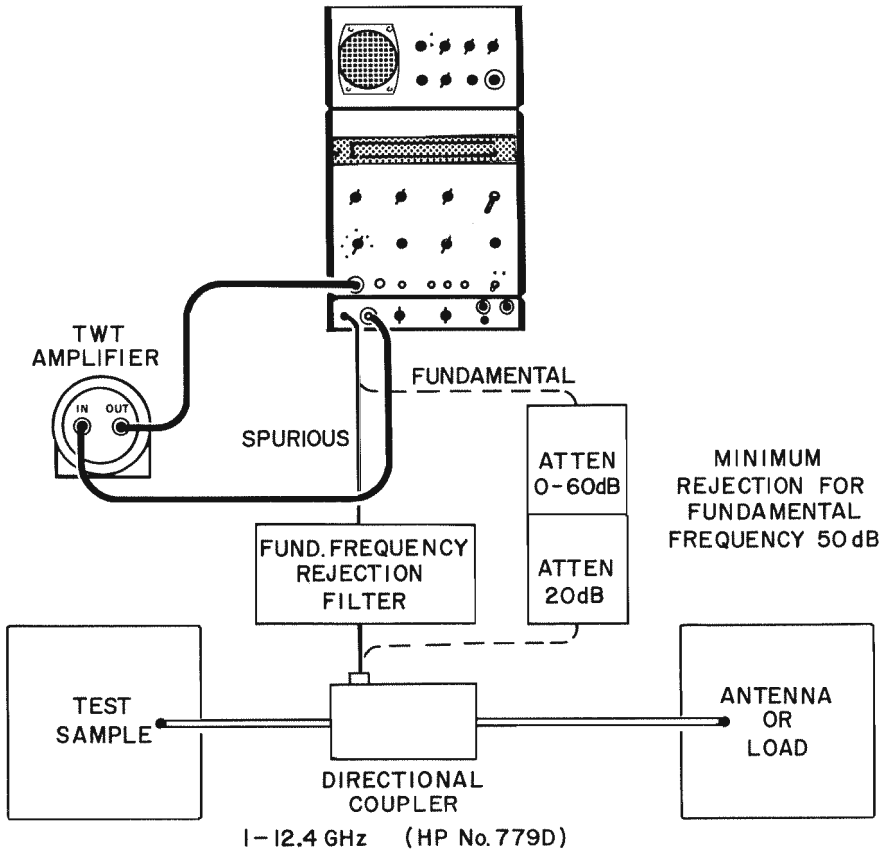 TWT
AMPLIFIER
IN OUT
FUNDAMENTAL
SPURIOUS
ATTEN
0-60dB
ATTEN
20dB
MINIMUM
REJECTION FOR
FUNDAMENTAL
FREQUENCY 50dB
FUND. FREQUENCY
REJECTION
FILTER
TEST
SAMPLE
ANTENNA
OR
LOAD
DIRECTIONAL
COUPLER
1-12.4 GHz (HP No. 779D)